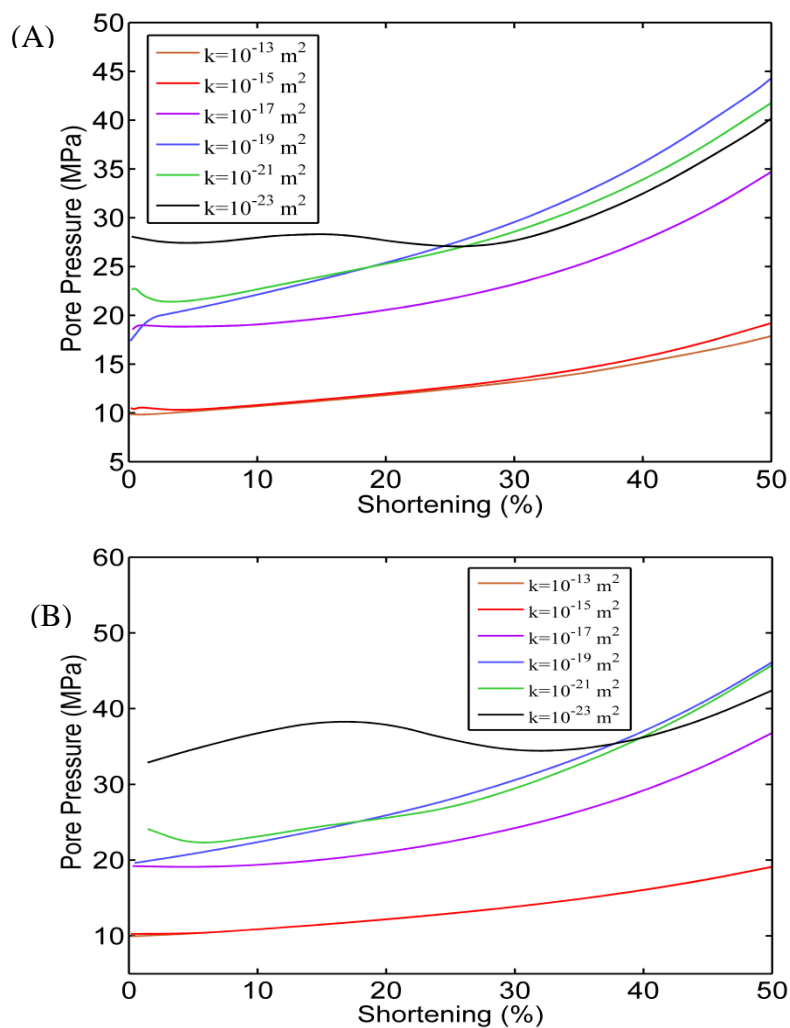 (A)
50
45
40
35
30
25
20
15
10
5
Pore Pressure (MPa)
k=10⁻¹³ m²
k=10⁻¹⁵ m²
k=10⁻¹⁷ m²
k=10⁻¹⁹ m²
k=10⁻²¹ m²
k=10⁻²³ m²
0 10 20 30 40 50
Shortening (%)
(B)
60
50
40
30
20
10
Pore Pressure (MPa)
k=10⁻¹³ m²
k=10⁻¹⁵ m²
k=10⁻¹⁷ m²
k=10⁻¹⁹ m²
k=10⁻²¹ m²
k=10⁻²³ m²
0 10 20 30 40 50
Shortening (%)